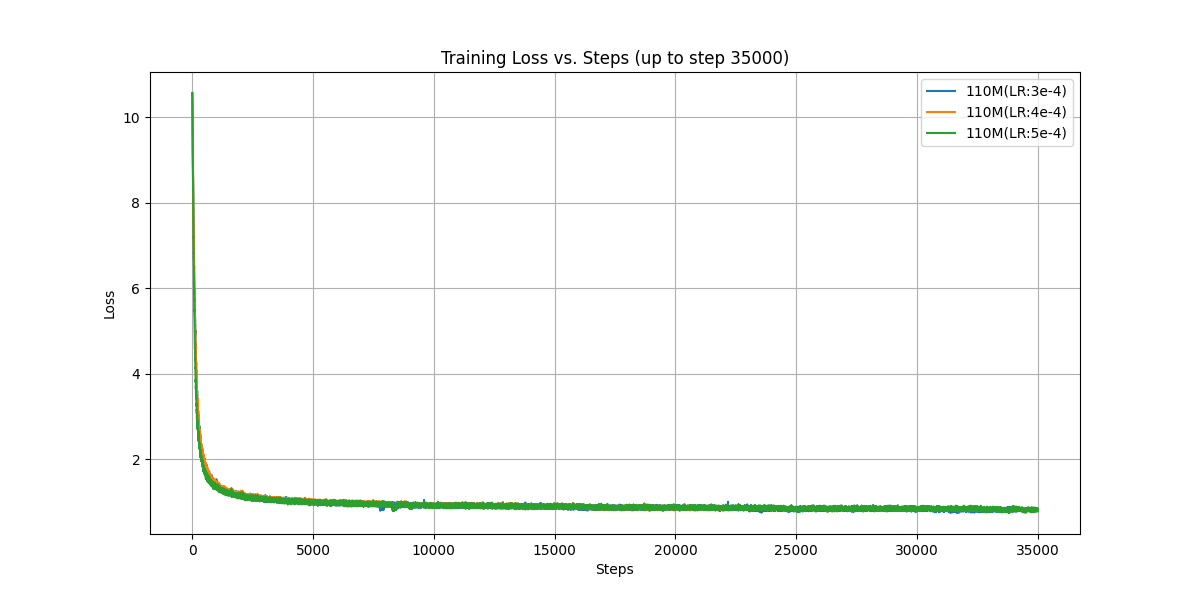 Training Loss vs. Steps (up to step 35000)
110M(LR:3e-4)
110M(LR:4e-4)
110M(LR:5e-4)
10
8
6
4
2
Loss
0 5000 10000 15000 20000 25000 30000 35000
Steps